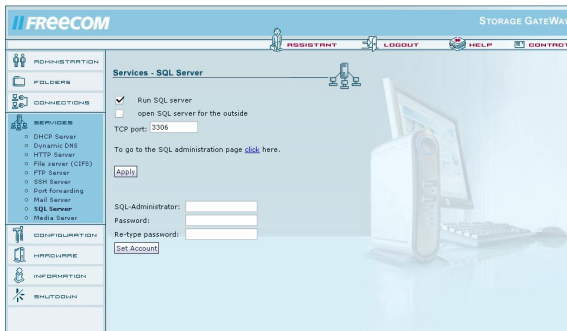 FREECOM
STORAGE GATEWAY
ASSISTANT
LOGOUT
HELP
CONTACT
ADMINISTRATION
FOLDERS
CONNECTIONS
SERVICES
DHCP Server
Dynamic DNS
HTTP Server
File server (CIFS)
FTP Server
SSH Server
Port forwarding
Mail Server
SQL Server
Media Server
CONFIGURATION
HARDWARE
INFORMATION
SHUTDOWN
Services - SQL Server
Run SQL server
open SQL server for the outside
TCP port: 3306
To go to the SQL administration page click here.
Apply
SQL-Administrator:
Password:
Re-type password:
Set Account